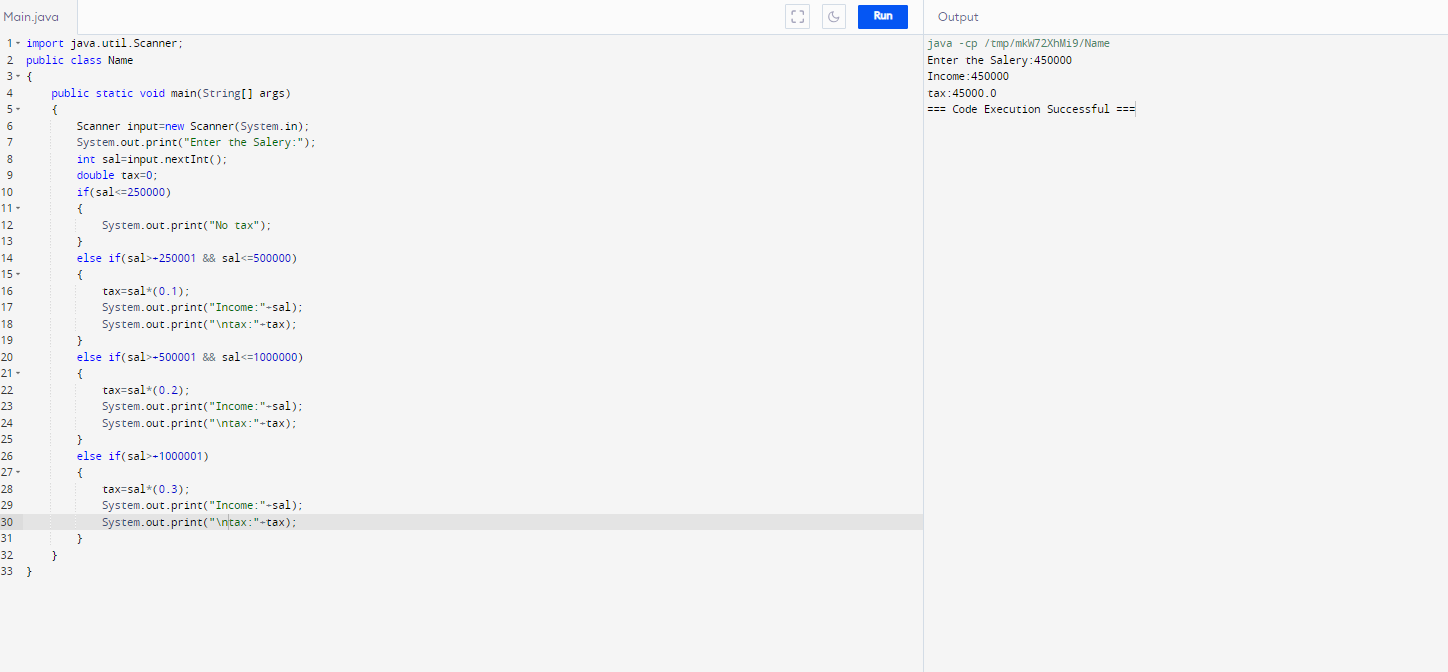 Main.java
Run
Output
1 import java.util.Scanner;
2 public class Name
3 {
4 public static void main(String[] args)
5 {
6 Scanner input=new Scanner(System.in);
7 System.out.print("Enter the Salery:");
8 int sal=input.nextInt();
9 double tax=0;
10 if(sal<=250000)
11 {
12 System.out.print("No tax");
13 }
14 else if(sal>+250001 && sal<=500000)
15 {
16 tax=sal*(0.1);
17 System.out.print("Income:"+sal);
18 System.out.print("\ntax:"+tax);
19 }
20 else if(sal>+500001 && sal<=1000000)
21 {
22 tax=sal*(0.2);
23 System.out.print("Income:"+sal);
24 System.out.print("\ntax:"+tax);
25 }
26 else if(sal>+1000001)
27 {
28 tax=sal*(0.3);
29 System.out.print("Income:"+sal);
30 System.out.print("\ntax:"+tax);
31 }
32 }
33 }
java -cp /tmp/mkW72XhMi9/Name
Enter the Salery:450000
Income:450000
tax:45000.0
=== Code Execution Successful ===